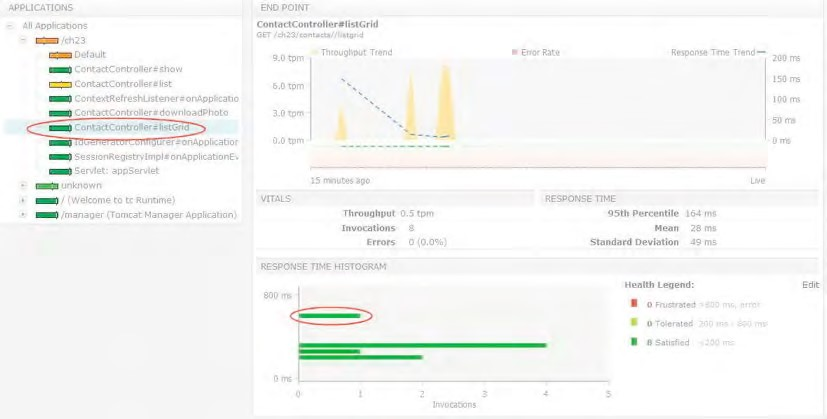 APPLICATIONS
All Applications
/ch23
Default
ContactController#show
ContactController#list
ContextRefreshListener#onApplicatio
ContactController#downloadPhoto
ContactController#listGrid
IdGeneratorConfigurer#onApplication
SessionRegistryImpl#onApplicationEv
Servlet: appServlet
unknown
/ (Welcome to tc Runtime)
/manager (Tomcat Manager Application)
END POINT
ContactController#listGrid
GET /ch23/contacts//listgrid
Throughput Trend Error Rate Response Time Trend
9.0 tpm 200 ms
6.0 tpm 150 ms
100 ms
3.0 tpm 50 ms
0.0 tpm 0 ms
15 minutes ago Live
VITALS
Throughput 0.5 tpm
Invocations 8
Errors 0 (0.0%)
RESPONSE TIME
95th Percentile 164 ms
Mean 28 ms
Standard Deviation 49 ms
RESPONSE TIME HISTOGRAM
800 ms
0 ms
0 1 2 3 4 5
Invocations
Health Legend: Edit
0 Frustrated >800 ms, error
0 Tolerated 200 ms - 800 ms
8 Satisfied <200 ms